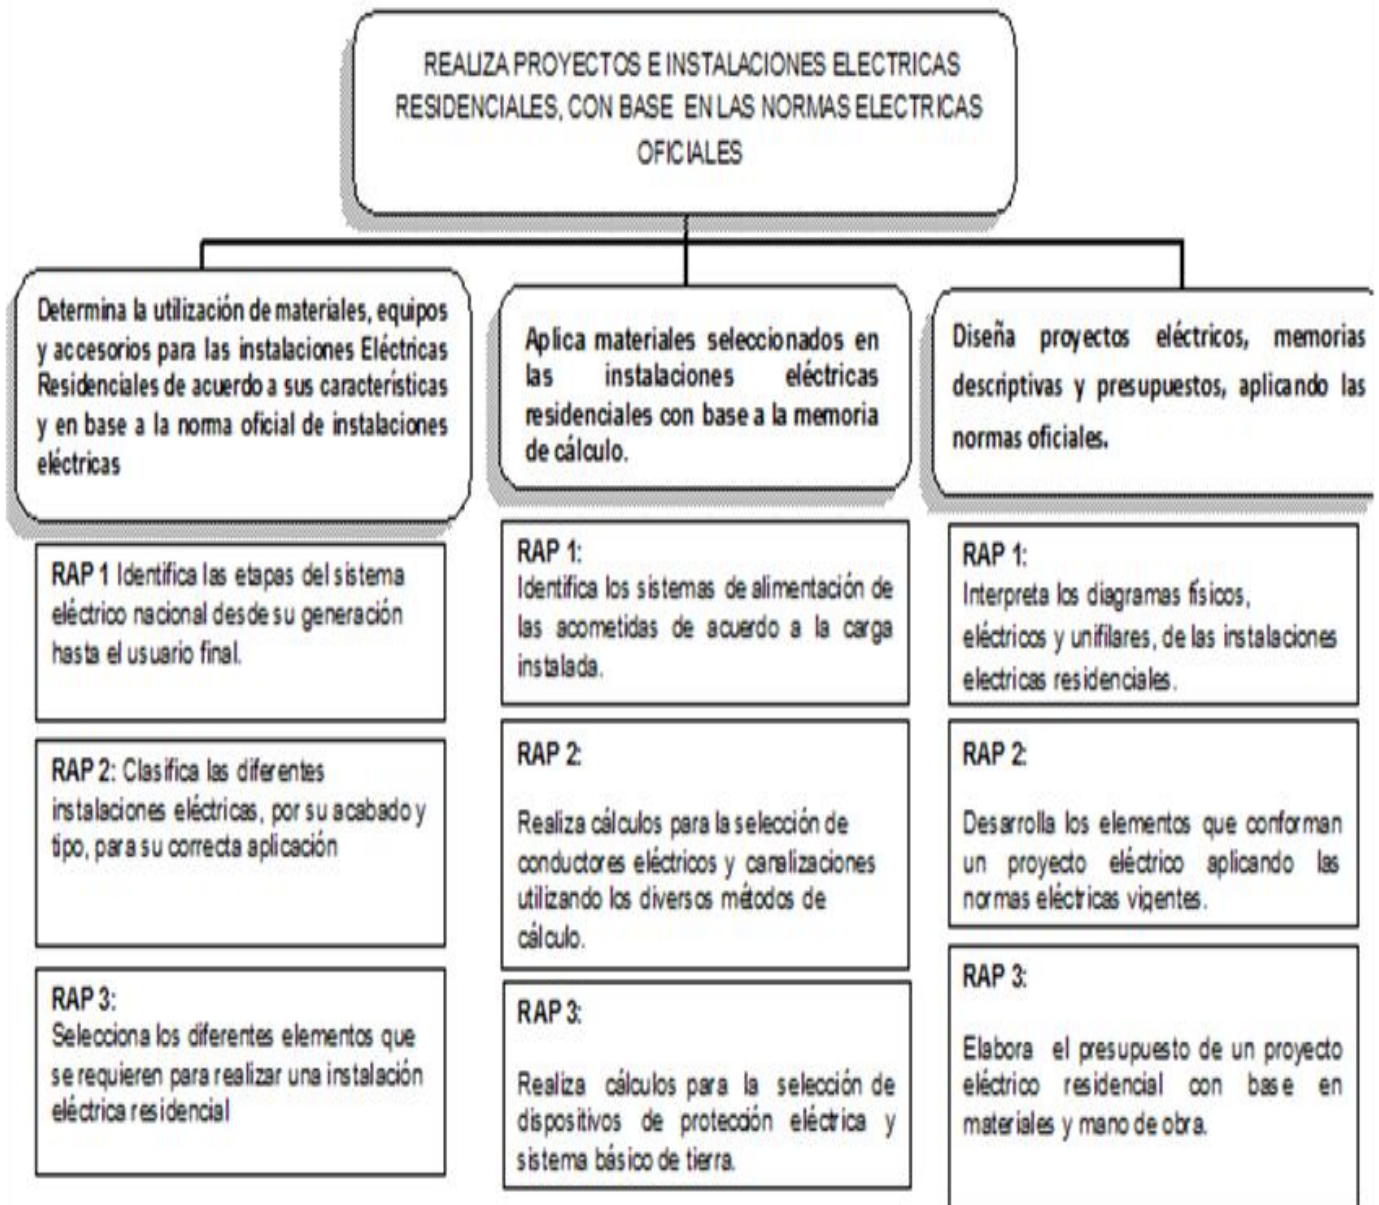 REALIZA PROYECTOS E INSTALACIONES ELECTRICAS
RESIDENCIALES, CON BASE EN LAS NORMAS ELECTRICAS
OFICIALES
Determina la utilización de materiales, equipos
y accesorios para las instalaciones Eléctricas
Residenciales de acuerdo a sus características
y en base a la norma oficial de instalaciones
eléctricas
RAP 1 Identifica las etapas del sistema
eléctrico nacional desde su generación
hasta el usuario final.
RAP 2: Clasifica las diferentes
instalaciones eléctricas, por su acabado y
tipo, para su correcta aplicación
RAP 3:
Selecciona los diferentes elementos que
se requieren para realizar una instalación
eléctrica residencial
Aplica materiales seleccionados en
las instalaciones eléctricas
residenciales con base a la memoria
de cálculo.
RAP 1:
Identifica los sistemas de alimentación de
las acometidas de acuerdo a la carga
instalada.
RAP 2:
Realiza cálculos para la selección de
conductores eléctricos y canalizaciones
utilizando los diversos métodos de
cálculo.
RAP 3:
Realiza cálculos para la selección de
dispositivos de protección eléctrica y
sistema básico de tierra.
Diseña proyectos eléctricos, memorias
descriptivas y presupuestos, aplicando las
normas oficiales.
RAP 1:
Interpreta los diagramas físicos,
eléctricos y unifilares, de las instalaciones
electricas residenciales.
RAP 2:
Desarrolla los elementos que conforman
un proyecto eléctrico aplicando las
normas eléctricas vigentes.
RAP 3:
Elabora el presupuesto de un proyecto
eléctrico residencial con base en
materiales y mano de obra.